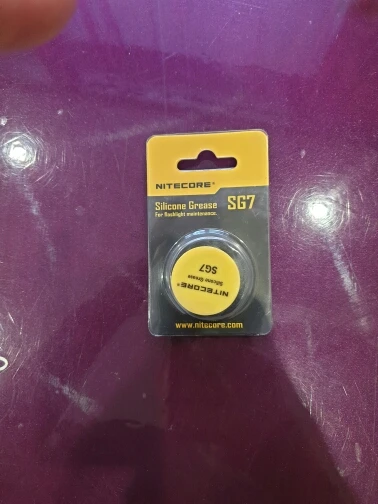 NITECORE®
Silicone Grease SG7
For flashlight maintenance.
NITECORE®
Silicone Grease
SG7
www.nitecore.com